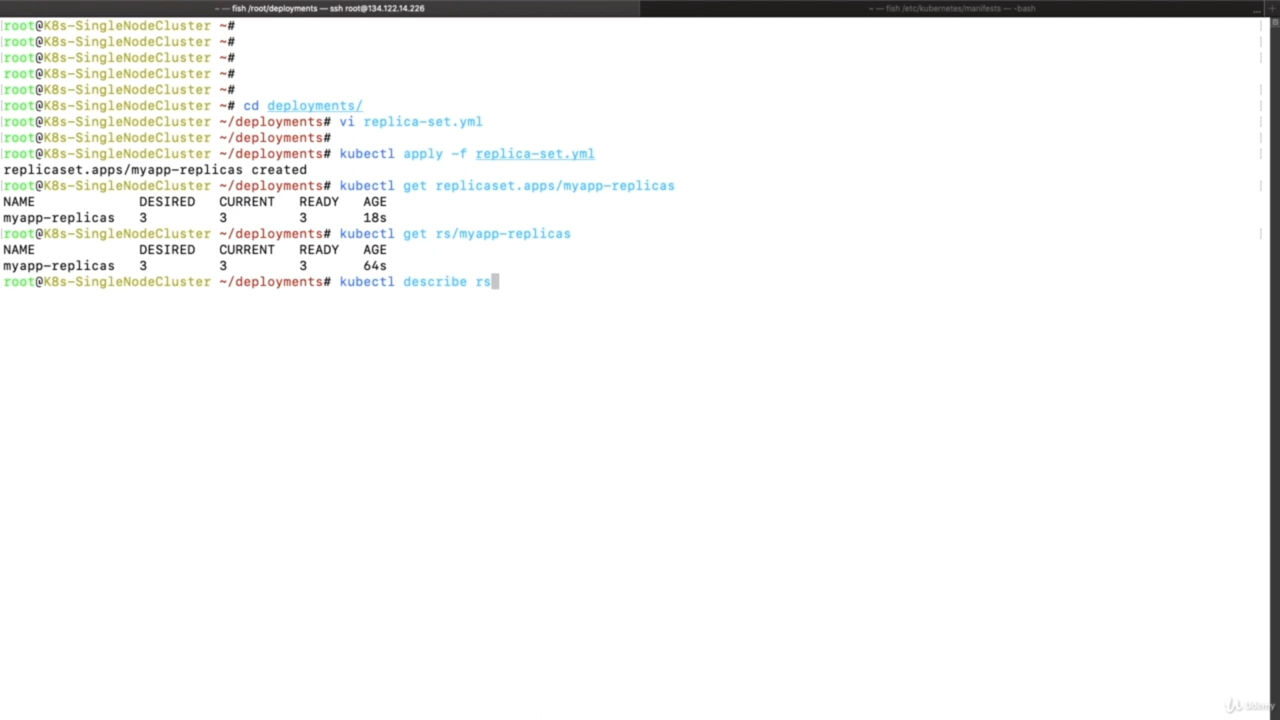 ~ — fish /root/deployments — ssh root@134.122.14.226
~ — fish /etc/kubernetes/manifests — -bash
root@K8s-SingleNodeCluster ~#
root@K8s-SingleNodeCluster ~#
root@K8s-SingleNodeCluster ~#
root@K8s-SingleNodeCluster ~#
root@K8s-SingleNodeCluster ~#
root@K8s-SingleNodeCluster ~# cd deployments/
root@K8s-SingleNodeCluster ~/deployments# vi replica-set.yml
root@K8s-SingleNodeCluster ~/deployments#
root@K8s-SingleNodeCluster ~/deployments# kubectl apply -f replica-set.yml
replicaset.apps/myapp-replicas created
root@K8s-SingleNodeCluster ~/deployments# kubectl get replicaset.apps/myapp-replicas
NAME DESIRED CURRENT READY AGE
myapp-replicas 3 3 3 18s
root@K8s-SingleNodeCluster ~/deployments# kubectl get rs/myapp-replicas
NAME DESIRED CURRENT READY AGE
myapp-replicas 3 3 3 64s
root@K8s-SingleNodeCluster ~/deployments# kubectl describe rs
Udemy